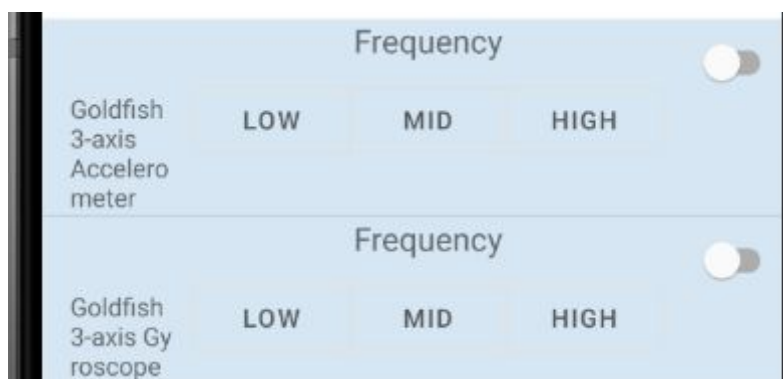 Frequency
Goldfish
3-axis
Accelero
meter
LOW MID HIGH
Frequency
Goldfish
3-axis Gy
roscope
LOW MID HIGH